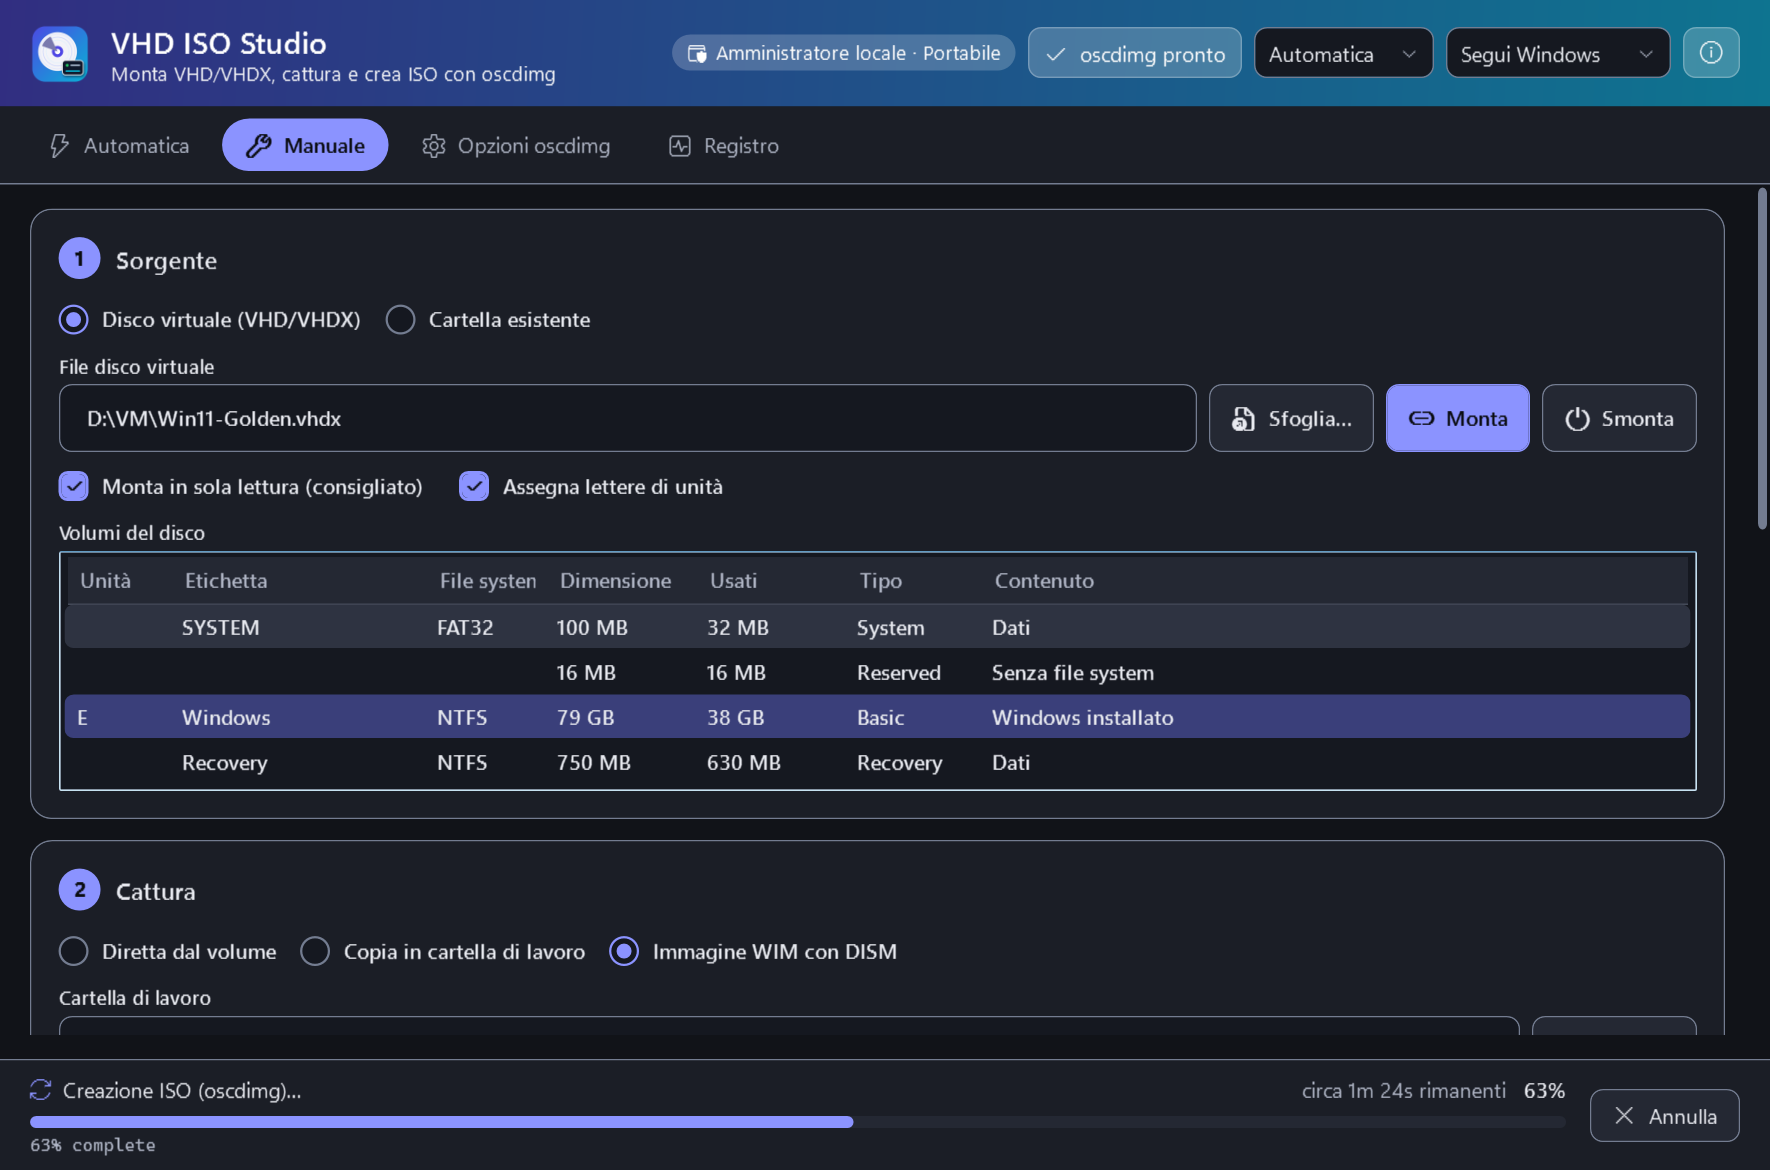 VHD ISO Studio
Monta VHD/VHDX, cattura e crea ISO con oscdimg
Amministratore locale · Portabile
oscdimg pronto
Automatica
Segui Windows
Automatica
Manuale
Opzioni oscdimg
Registro
1 Sorgente
Disco virtuale (VHD/VHDX)
Cartella esistente
File disco virtuale
D:\VM\Win11-Golden.vhdx
Sfoglia...
Monta
Smonta
Monta in sola lettura (consigliato)
Assegna lettere di unità
Volumi del disco
Unità Etichetta File system Dimensione Usati Tipo Contenuto
SYSTEM FAT32 100 MB 32 MB System Dati
16 MB 16 MB Reserved Senza file system
E Windows NTFS 79 GB 38 GB Basic Windows installato
Recovery NTFS 750 MB 630 MB Recovery Dati
2 Cattura
Diretta dal volume
Copia in cartella di lavoro
Immagine WIM con DISM
Cartella di lavoro
Creazione ISO (oscdimg)...
circa 1m 24s rimanenti 63%
Annulla
63% complete